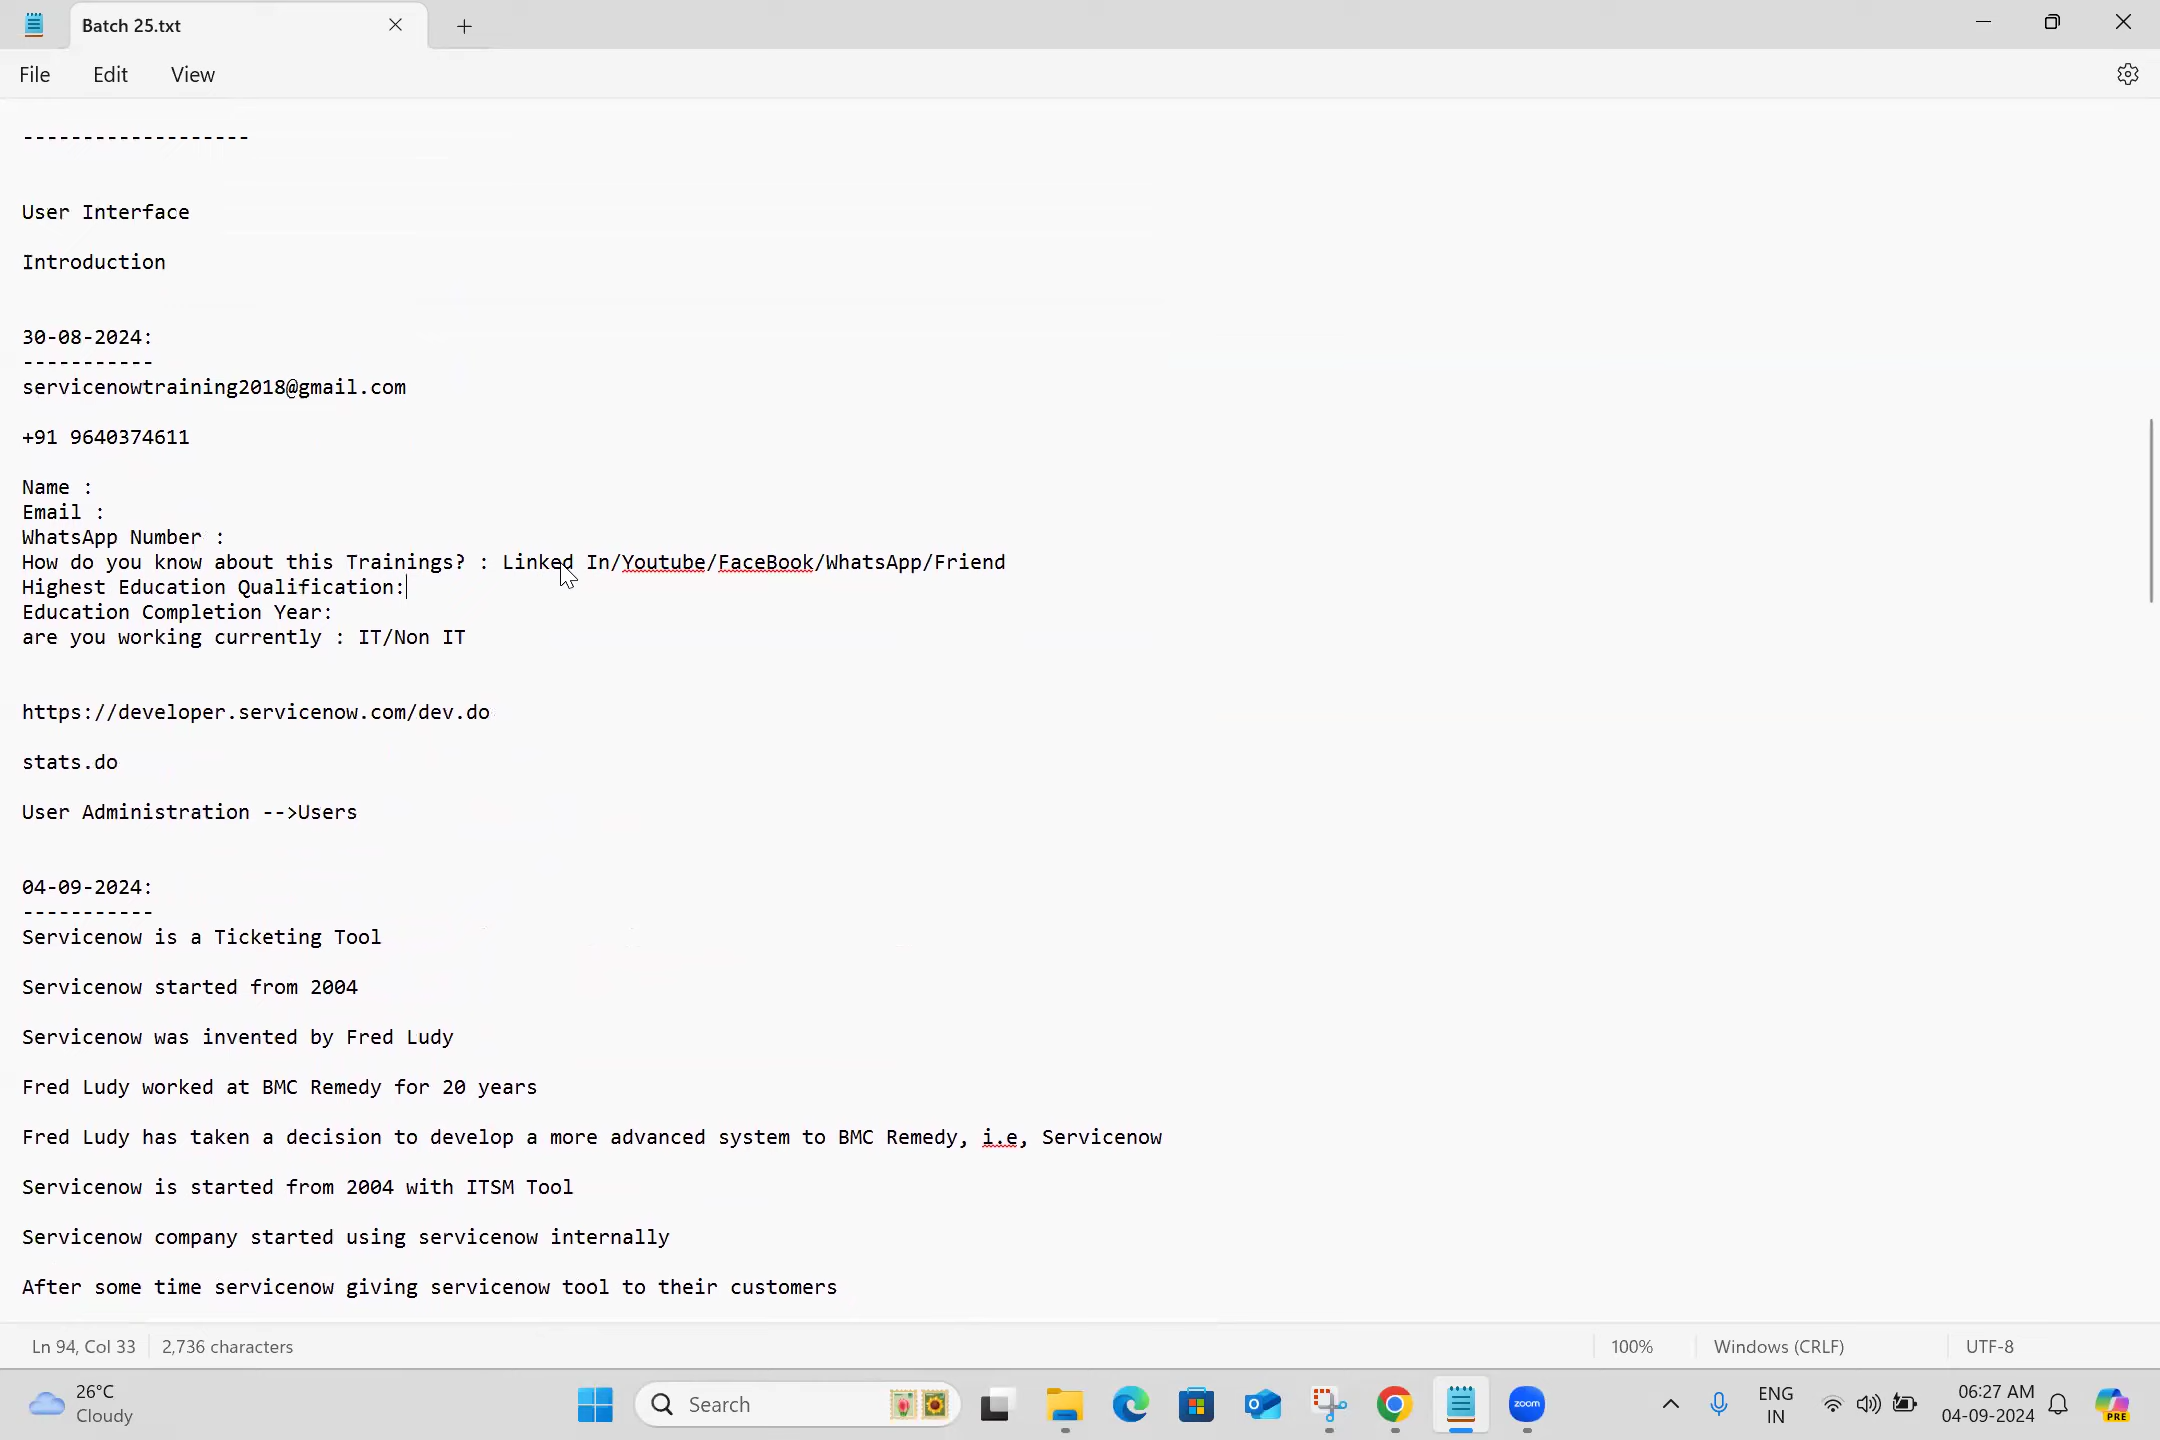 Batch 25.txt
File Edit View
-------------------
User Interface
Introduction
30-08-2024:
-----------
servicenowtraining2018@gmail.com
+91 9640374611
Name :
Email :
WhatsApp Number :
How do you know about this Trainings? : Linked In/Youtube/FaceBook/WhatsApp/Friend
Highest Education Qualification:
Education Completion Year:
are you working currently : IT/Non IT
https://developer.servicenow.com/dev.do
stats.do
User Administration -->Users
04-09-2024:
-----------
Servicenow is a Ticketing Tool
Servicenow started from 2004
Servicenow was invented by Fred Ludy
Fred Ludy worked at BMC Remedy for 20 years
Fred Ludy has taken a decision to develop a more advanced system to BMC Remedy, i.e, Servicenow
Servicenow is started from 2004 with ITSM Tool
Servicenow company started using servicenow internally
After some time servicenow giving servicenow tool to their customers
Ln 94, Col 33 2,736 characters 100% Windows (CRLF) UTF-8
26°C
Cloudy
Search
zoom
ENG
IN
06:27 AM
04-09-2024
PRE